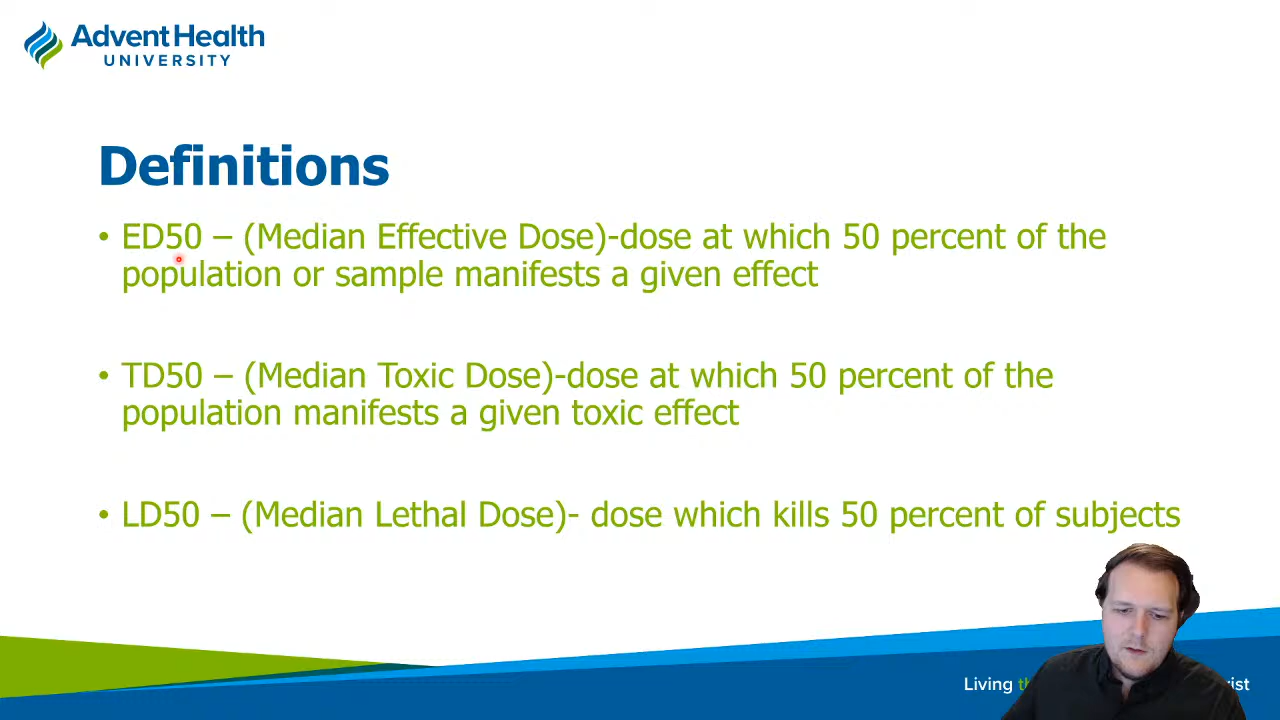 AdventHealth
UNIVERSITY
Definitions
• ED50 – (Median Effective Dose)-dose at which 50 percent of the
population or sample manifests a given effect
• TD50 – (Median Toxic Dose)-dose at which 50 percent of the
population manifests a given toxic effect
• LD50 – (Median Lethal Dose)- dose which kills 50 percent of subjects
Living